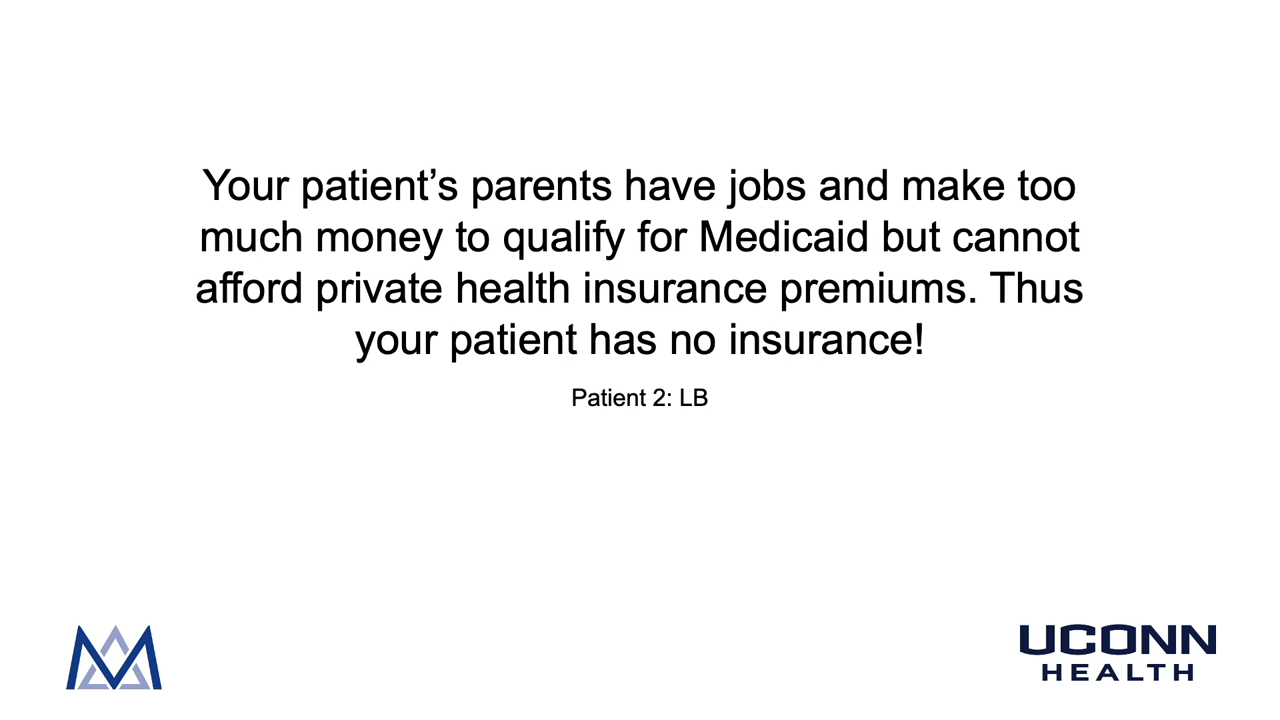 Your patient’s parents have jobs and make too
much money to qualify for Medicaid but cannot
afford private health insurance premiums. Thus
your patient has no insurance!
Patient 2: LB
UCONN
HEALTH